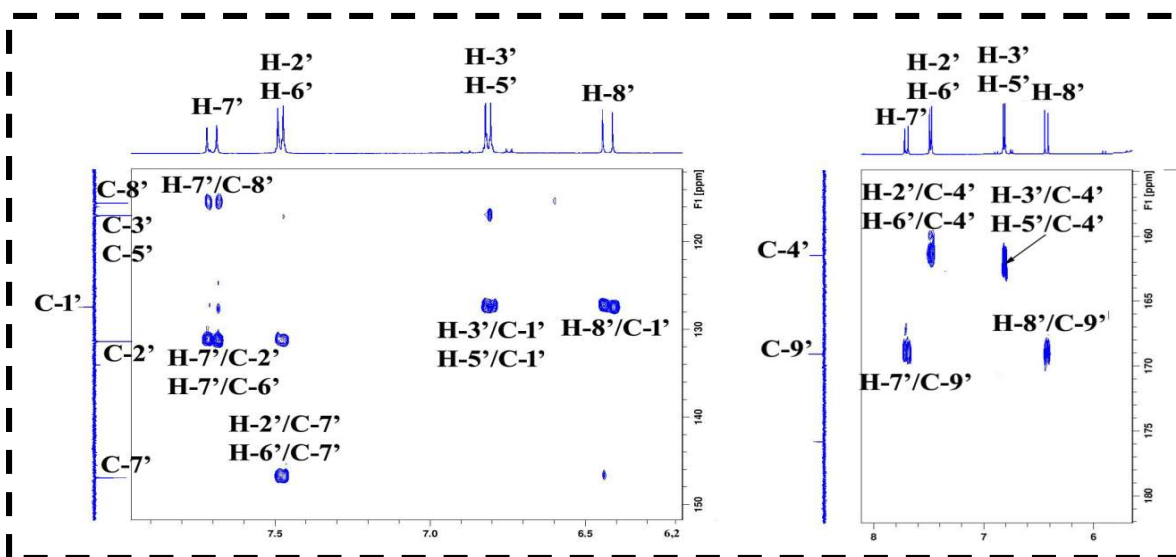 H-7’
H-2’
H-6’
H-3’
H-5’
H-8’
C-8’
C-3’
C-5’
C-1’
C-2’
C-7’
H-7’/C-8’
H-7’/C-2’
H-7’/C-6’
H-2’/C-7’
H-6’/C-7’
H-3’/C-1’
H-5’/C-1’
H-8’/C-1’
F1 [ppm]
120
130
140
150
7.5
7.0
6.5
6.2
H-7’
H-2’
H-6’
H-3’
H-5’
H-8’
C-4’
C-9’
H-2’/C-4’
H-6’/C-4’
H-3’/C-4’
H-5’/C-4’
H-8’/C-9’
H-7’/C-9’
F1 [ppm]
160
165
170
175
180
8
7
6